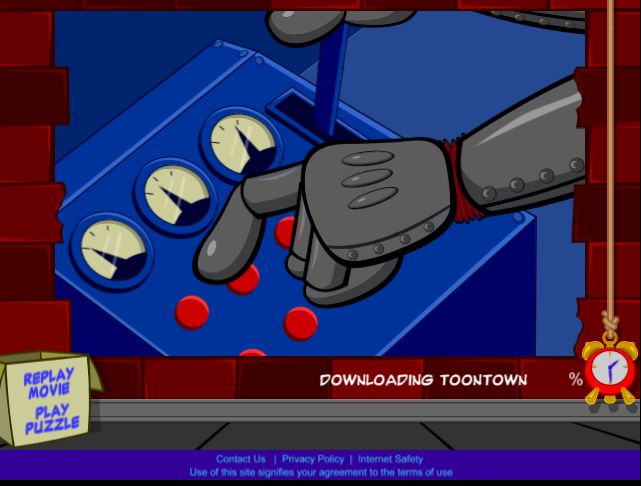 REPLAY
MOVIE
PLAY
PUZZLE
DOWNLOADING TOONTOWN %
Contact Us | Privacy Policy | Internet Safety
Use of this site signifies your agreement to the terms of use